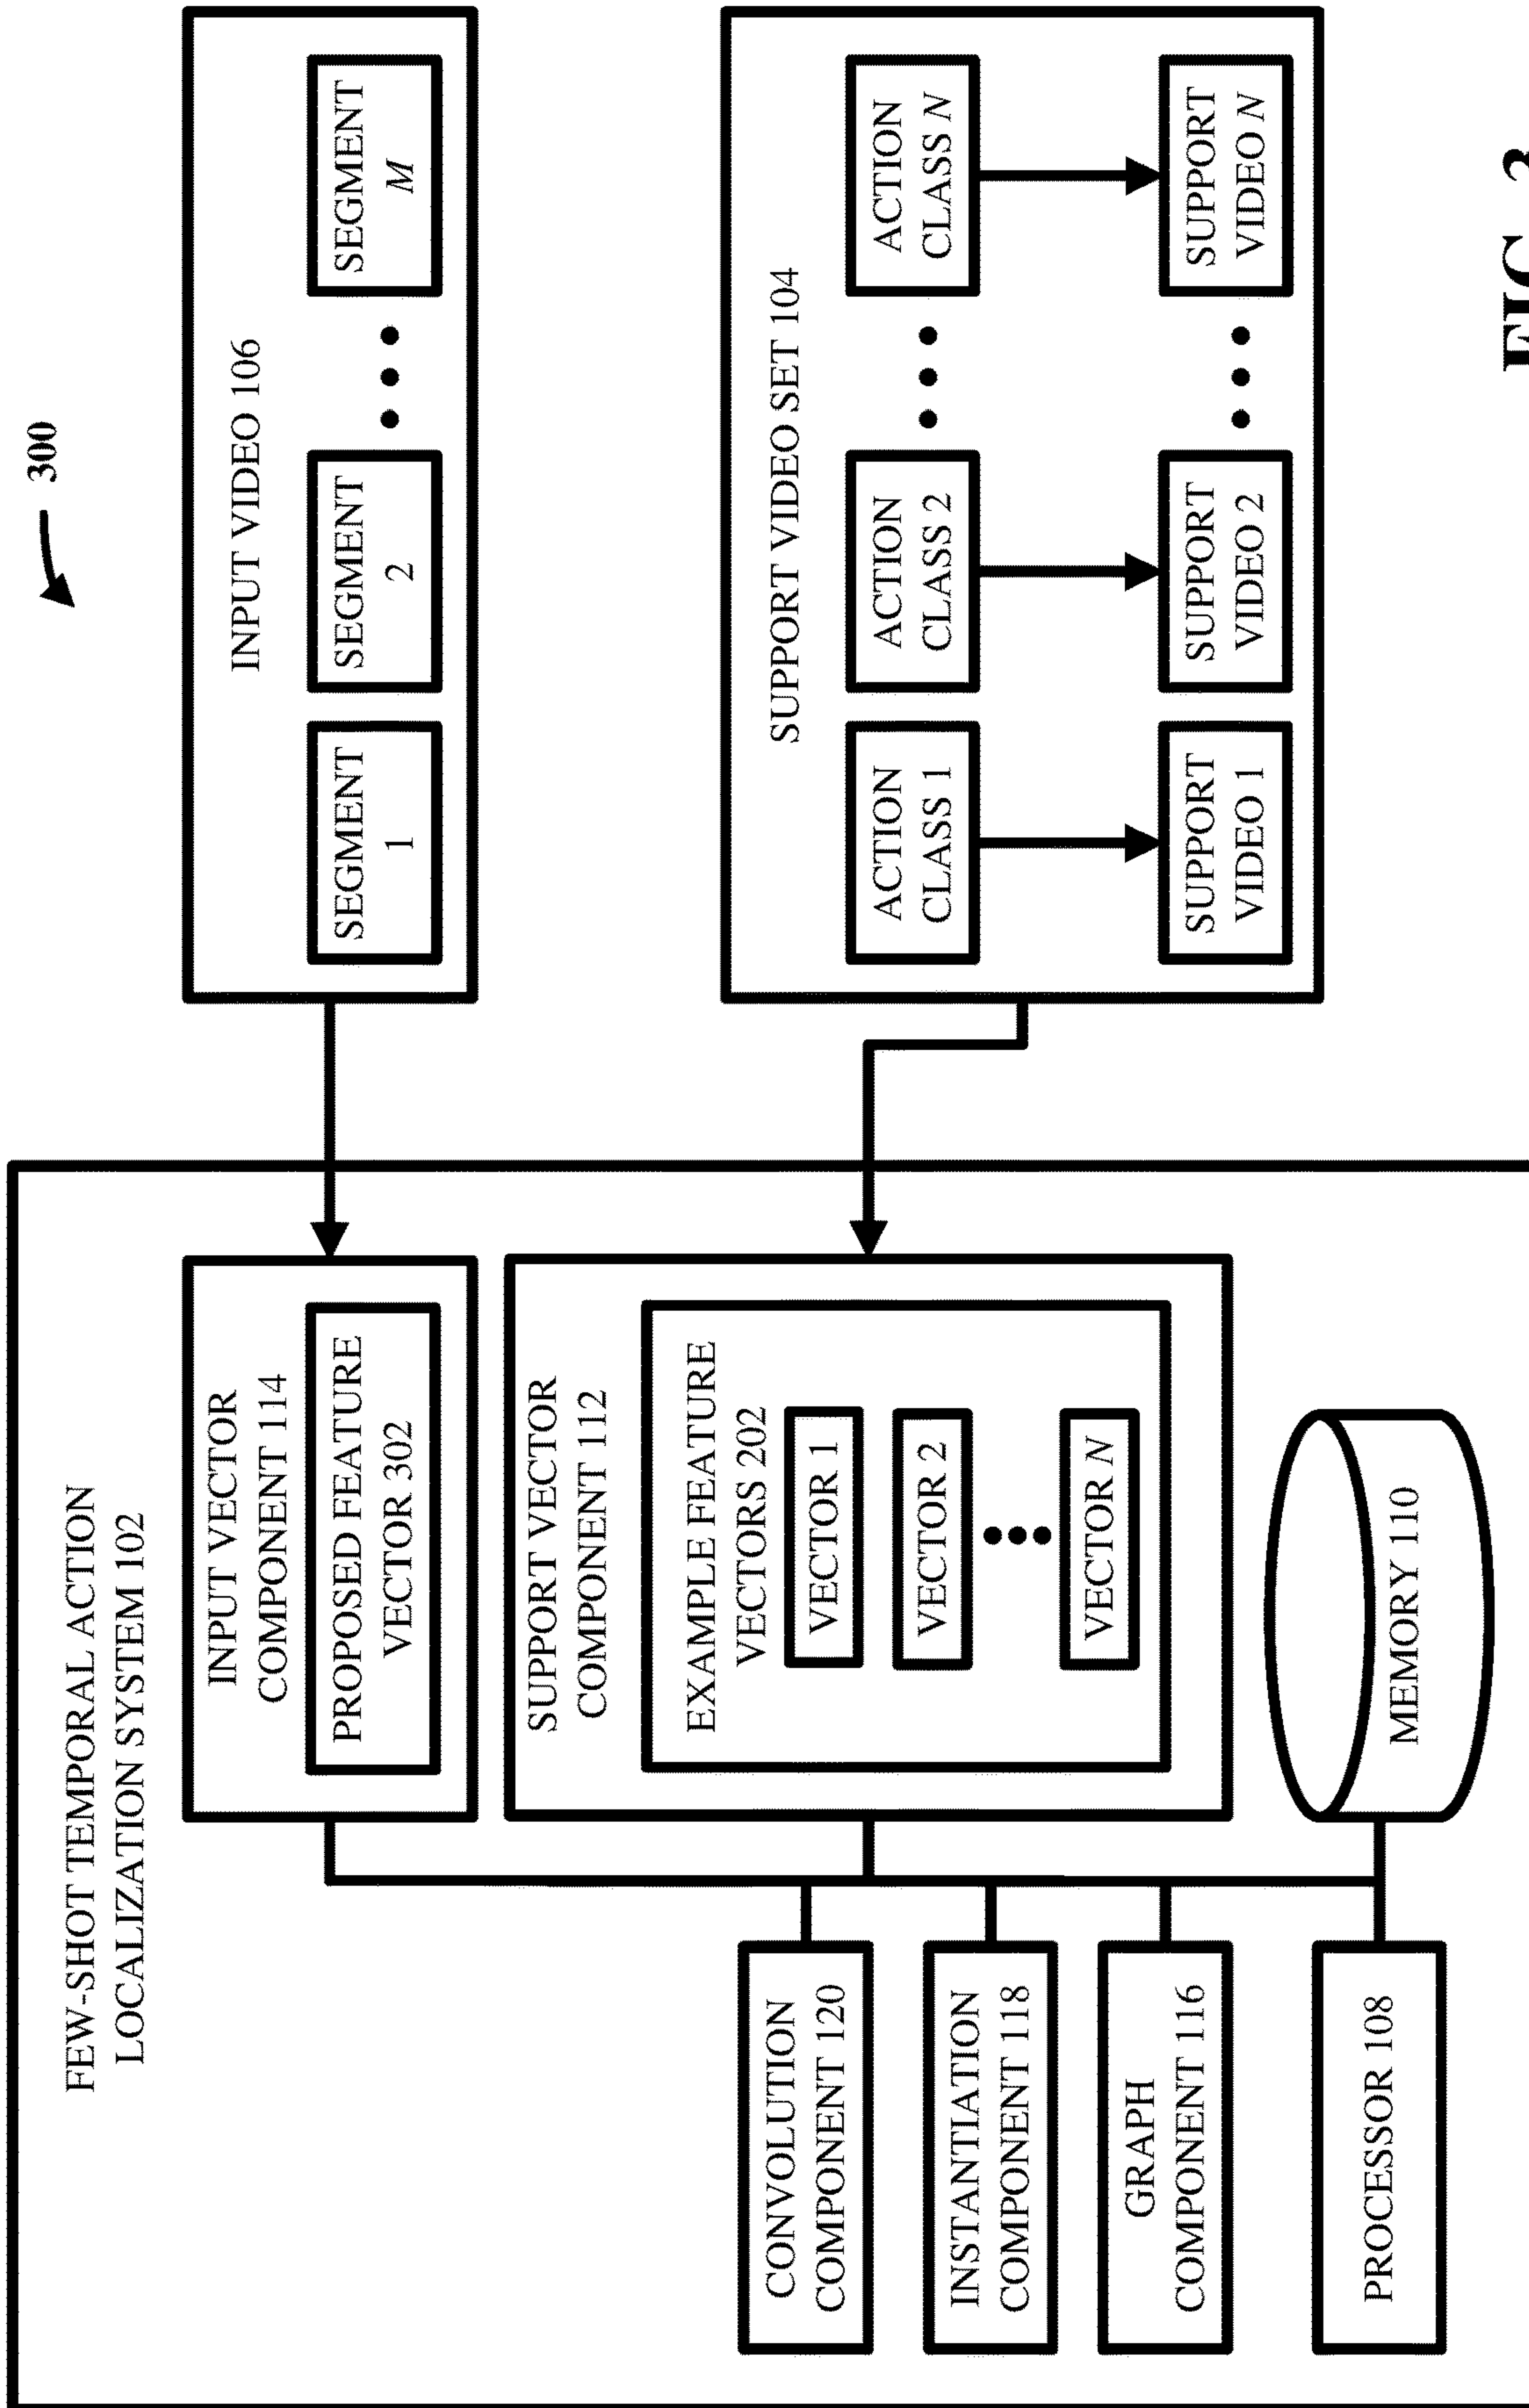 300
FEW-SHOT TEMPORAL ACTION
LOCALIZATION SYSTEM 102
INPUT VECTOR
COMPONENT 114
PROPOSED FEATURE
VECTOR 302
INPUT VIDEO 106
SEGMENT
1
SEGMENT
2
SEGMENT
M
SUPPORT VECTOR
COMPONENT 112
EXAMPLE FEATURE
VECTORS 202
VECTOR 1
VECTOR 2
VECTOR N
SUPPORT VIDEO SET 104
ACTION
CLASS 1
ACTION
CLASS 2
ACTION
CLASS N
SUPPORT
VIDEO 1
SUPPORT
VIDEO 2
SUPPORT
VIDEO N
CONVOLUTION
COMPONENT 120
INSTANTIATION
COMPONENT 118
GRAPH
COMPONENT 116
PROCESSOR 108
MEMORY 110
FIG. 3